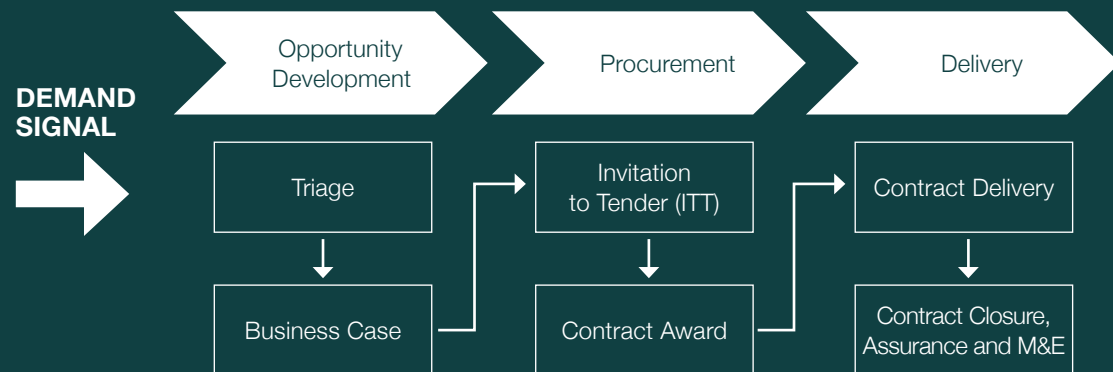 Opportunity
Development
Procurement
Delivery
DEMAND
SIGNAL
Triage
Invitation
to Tender (ITT)
Contract Delivery
Business Case
Contract Award
Contract Closure,
Assurance and M&E